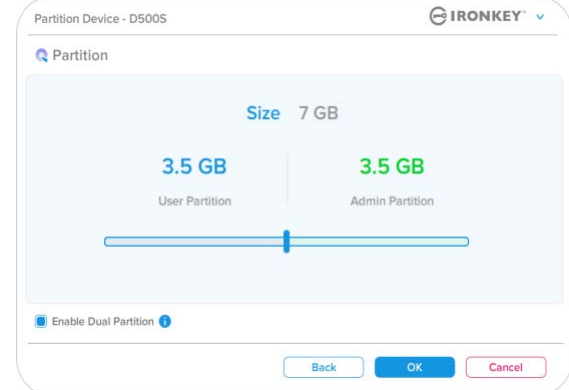 Partition Device - D500S
IRONKEY™
Partition
Size 7 GB
3.5 GB 3.5 GB
User Partition Admin Partition
Enable Dual Partition
Back OK Cancel